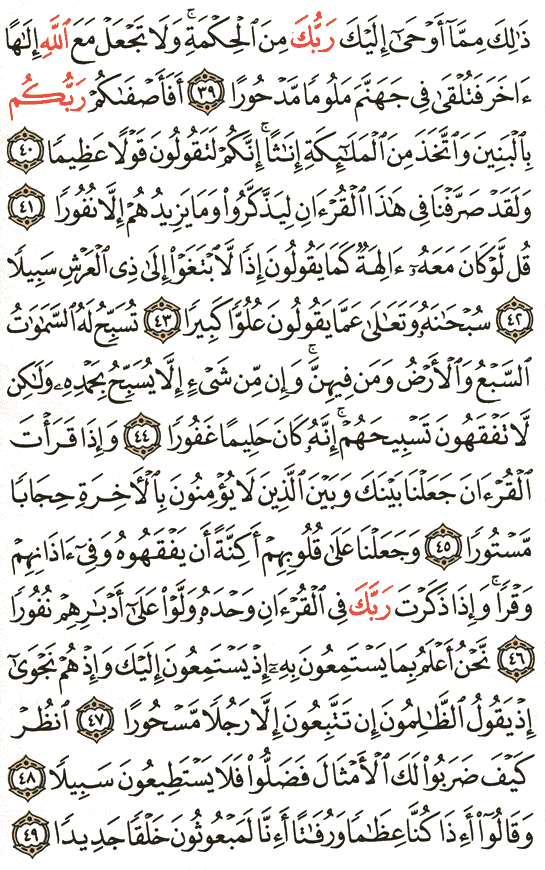 ذَٰلِكَ مِمَّآ أَوۡحَىٰٓ إِلَيۡكَ رَبُّكَ مِنَ ٱلۡحِكۡمَةِۗ وَلَا تَجۡعَلۡ مَعَ ٱللَّهِ إِلَٰهًا
ءَاخَرَ فَتُلۡقَىٰ فِي جَهَنَّمَ مَلُومٗا مَّدۡحُورًا ٣٩ أَفَأَصۡفَىٰكُمۡ رَبُّكُم
بِٱلۡبَنِينَ وَٱتَّخَذَ مِنَ ٱلۡمَلَٰٓئِكَةِ إِنَٰثًاۚ إِنَّكُمۡ لَتَقُولُونَ قَوۡلًا عَظِيمٗا ٤٠
وَلَقَدۡ صَرَّفۡنَا فِي هَٰذَا ٱلۡقُرۡءَانِ لِيَذَّكَّرُواْ وَمَا يَزِيدُهُمۡ إِلَّا نُفُورٗا ٤١
قُل لَّوۡ كَانَ مَعَهُۥٓ ءَالِهَةٞ كَمَا يَقُولُونَ إِذٗا لَّٱبۡتَغَوۡاْ إِلَىٰ ذِي ٱلۡعَرۡشِ سَبِيلٗا
٤٢ سُبۡحَٰنَهُۥ وَتَعَٰلَىٰ عَمَّا يَقُولُونَ عُلُوّٗا كَبِيرٗا ٤٣ تُسَبِّحُ لَهُ ٱلسَّمَٰوَٰتُ
ٱلسَّبۡعُ وَٱلۡأَرۡضُ وَمَن فِيهِنَّۚ وَإِن مِّن شَيۡءٍ إِلَّا يُسَبِّحُ بِحَمۡدِهِۦ وَلَٰكِن
لَّا تَفۡقَهُونَ تَسۡبِيحَهُمۡۚ إِنَّهُۥ كَانَ حَلِيمًا غَفُورٗا ٤٤ وَإِذَا قَرَأۡتَ
ٱلۡقُرۡءَانَ جَعَلۡنَا بَيۡنَكَ وَبَيۡنَ ٱلَّذِينَ لَا يُؤۡمِنُونَ بِٱلۡأٓخِرَةِ حِجَابٗا
مَّسۡتُورٗا ٤٥ وَجَعَلۡنَا عَلَىٰ قُلُوبِهِمۡ أَكِنَّةً أَن يَفۡقَهُوهُ وَفِيٓ ءَاذَانِهِمۡ
وَقۡرٗاۚ وَإِذَا ذَكَرۡتَ رَبَّكَ فِي ٱلۡقُرۡءَانِ وَحۡدَهُۥ وَلَّوۡاْ عَلَىٰٓ أَدۡبَٰرِهِمۡ نُفُورٗا
٤٦ نَّحۡنُ أَعۡلَمُ بِمَا يَسۡتَمِعُونَ بِهِۦٓ إِذۡ يَسۡتَمِعُونَ إِلَيۡكَ وَإِذۡ هُمۡ نَجۡوَىٰٓ
إِذۡ يَقُولُ ٱلظَّٰلِمُونَ إِن تَتَّبِعُونَ إِلَّا رَجُلٗا مَّسۡحُورًا ٤٧ ٱنظُرۡ
كَيۡفَ ضَرَبُواْ لَكَ ٱلۡأَمۡثَالَ فَضَلُّواْ فَلَا يَسۡتَطِيعُونَ سَبِيلٗا ٤٨
وَقَالُوٓاْ أَءِذَا كُنَّا عِظَٰمٗا وَرُفَٰتًا أَءِنَّا لَمَبۡعُوثُونَ خَلۡقٗا جَدِيدٗا ٤٩